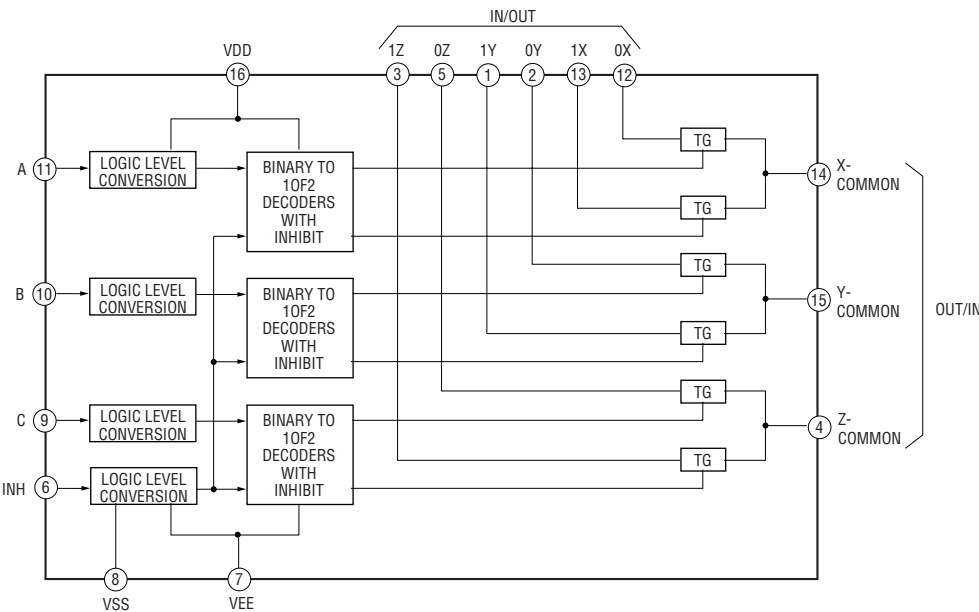 IN/OUT
VDD 1Z 0Z 1Y 0Y 1X 0X
16 3 5 1 2 13 12
TG
A 11 LOGIC LEVEL CONVERSION
BINARY TO 1OF2 DECODERS WITH INHIBIT
14 X-COMMON
TG
TG
B 10 LOGIC LEVEL CONVERSION
BINARY TO 1OF2 DECODERS WITH INHIBIT
15 Y-COMMON
OUT/IN
TG
TG
C 9 LOGIC LEVEL CONVERSION
BINARY TO 1OF2 DECODERS WITH INHIBIT
4 Z-COMMON
TG
INH 6 LOGIC LEVEL CONVERSION
8 7
VSS VEE